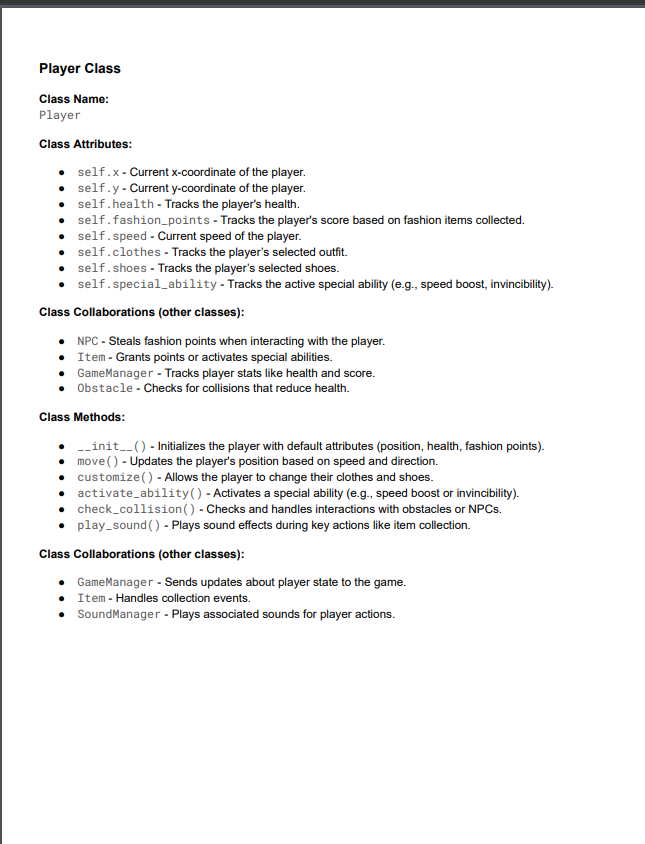 Player Class
Class Name:
Player
Class Attributes:
● self.x - Current x-coordinate of the player.
● self.y - Current y-coordinate of the player.
● self.health - Tracks the player's health.
● self.fashion_points - Tracks the player's score based on fashion items collected.
● self.speed - Current speed of the player.
● self.clothes - Tracks the player’s selected outfit.
● self.shoes - Tracks the player’s selected shoes.
● self.special_ability - Tracks the active special ability (e.g., speed boost, invincibility).
Class Collaborations (other classes):
● NPC - Steals fashion points when interacting with the player.
● Item - Grants points or activates special abilities.
● GameManager - Tracks player stats like health and score.
● Obstacle - Checks for collisions that reduce health.
Class Methods:
● __init__() - Initializes the player with default attributes (position, health, fashion points).
● move() - Updates the player's position based on speed and direction.
● customize() - Allows the player to change their clothes and shoes.
● activate_ability() - Activates a special ability (e.g., speed boost or invincibility).
● check_collision() - Checks and handles interactions with obstacles or NPCs.
● play_sound() - Plays sound effects during key actions like item collection.
Class Collaborations (other classes):
● GameManager - Sends updates about player state to the game.
● Item - Handles collection events.
● SoundManager - Plays associated sounds for player actions.